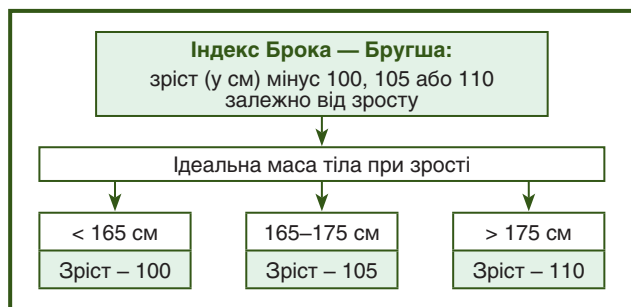 Індекс Брока — Бругша:
зріст (у см) мінус 100, 105 або 110
залежно від зросту
Ідеальна маса тіла при зрості
< 165 см
Зріст – 100
165–175 см
Зріст – 105
> 175 см
Зріст – 110